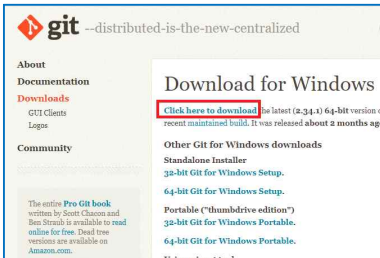 git --distributed-is-the-new-centralized
About
Documentation
Downloads
GUI Clients
Logos
Community
The entire Pro Git book
written by Scott Chacon and
Ben Straub is available to read
online for free. Dead tree
versions are available on
Amazon.com.
Download for Windows
Click here to download the latest (2.34.1) 64-bit version
recent maintained build. It was released about 2 months ago
Other Git for Windows downloads
Standalone Installer
32-bit Git for Windows Setup.
64-bit Git for Windows Setup.
Portable ("thumbdrive edition")
32-bit Git for Windows Portable.
64-bit Git for Windows Portable.